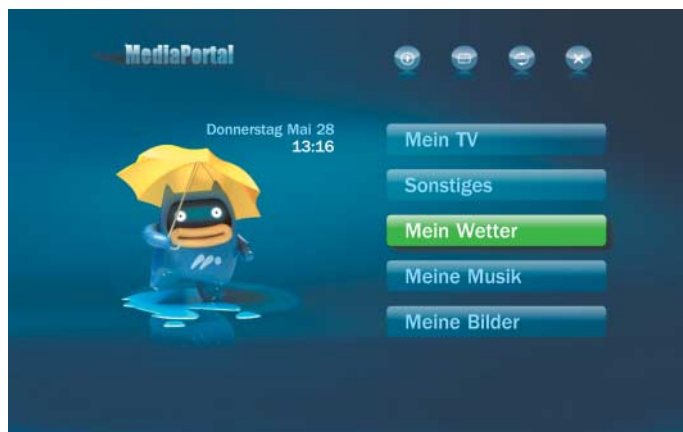 MediaPortal
Donnerstag Mai 28
13:16
Mein TV
Sonstiges
Mein Wetter
Meine Musik
Meine Bilder